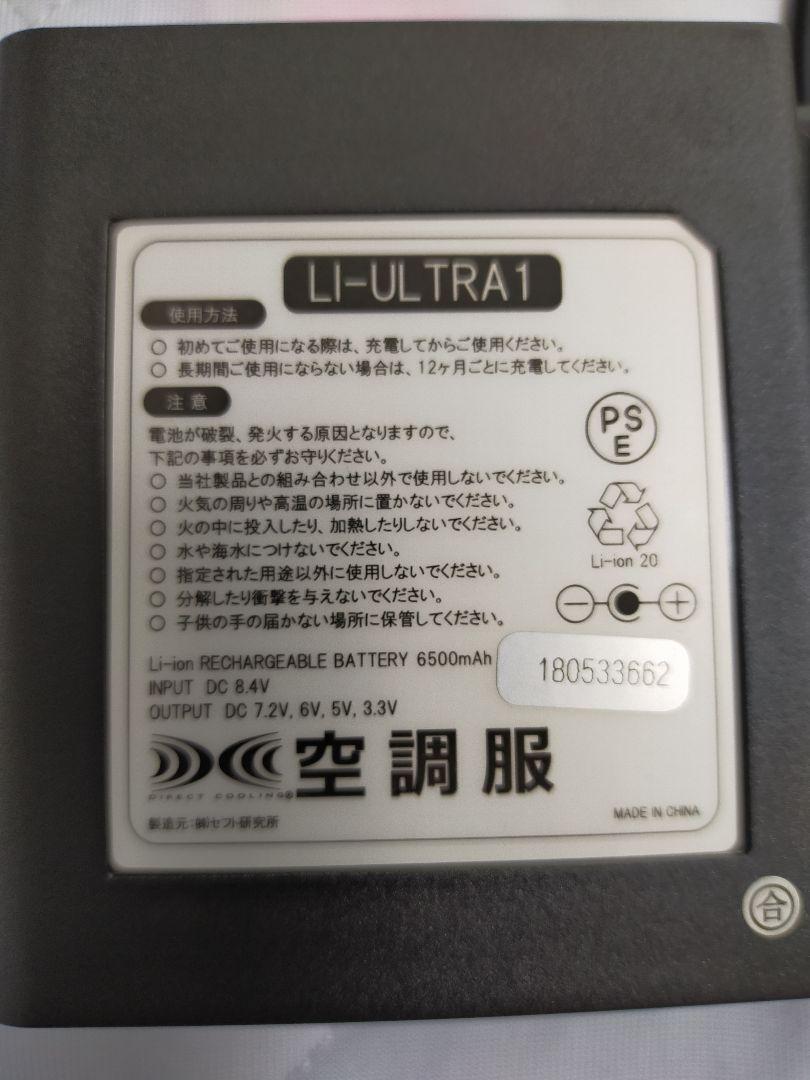 LI-ULTRA1
使用方法
○ 初めてご使用になる際は、充電してからご使用ください。
○ 長期間ご使用にならない場合は、12ヶ月ごとに充電してください。
注意
電池が破裂、発火する原因となりますので、
下記の事項を必ずお守りください。
○ 当社製品との組み合わせ以外で使用しないでください。
○ 火気の周りや高温の場所に置かないでください。
○ 火の中に投入したり、加熱したりしないでください。
○ 水や海水につけないでください。
○ 指定された用途以外に使用しないでください。
○ 分解したり衝撃を与えないでください。
○ 子供の手の届かない場所に保管してください。
PS
E
Li-ion 20
Li-ion RECHARGEABLE BATTERY 6500mAh
180533662
INPUT DC 8.4V
OUTPUT DC 7.2V, 6V, 5V, 3.3V
空調服
DIRECT COOLING®
製造元:㈱セフト研究所
MADE IN CHINA
合